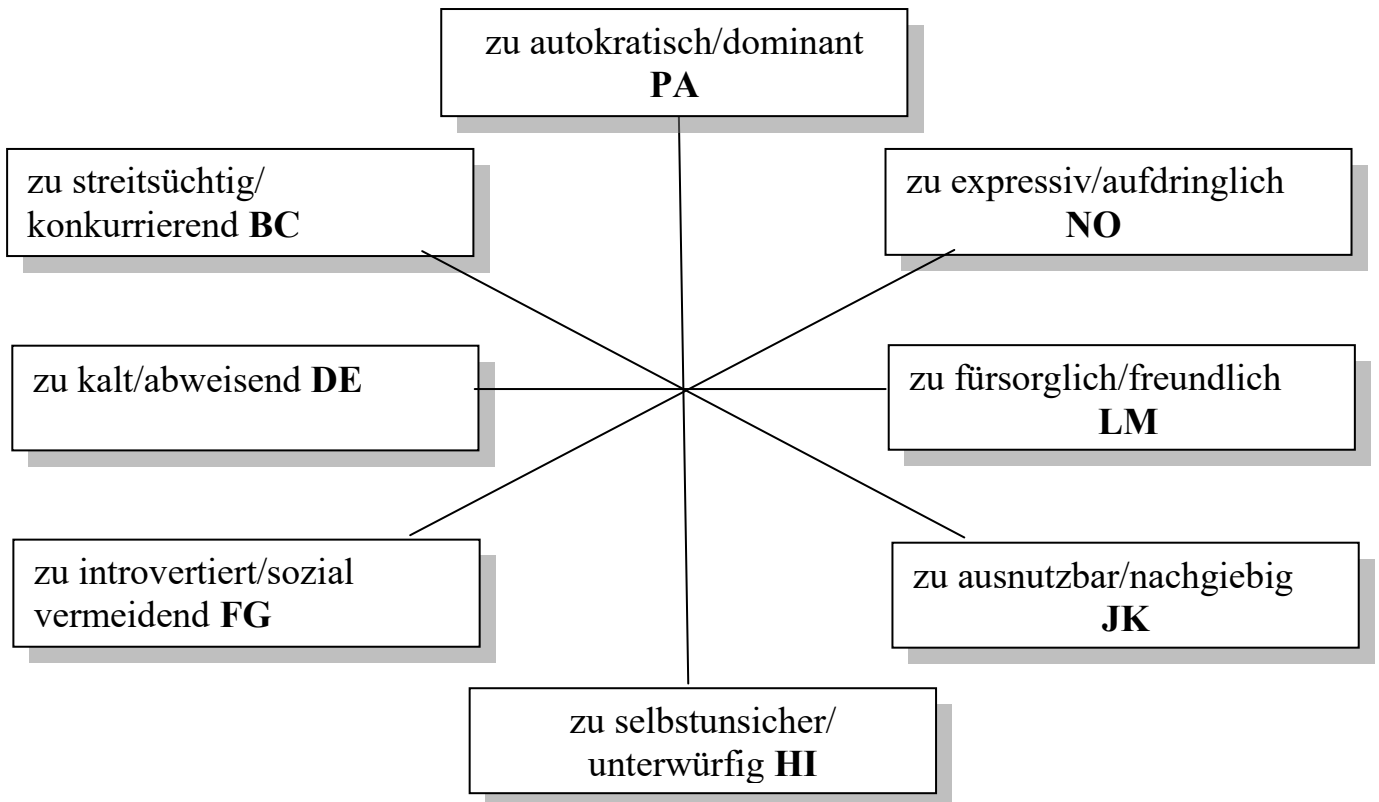 zu autokratisch/dominant
PA
zu streitsüchtig/
konkurrierend BC
zu expressiv/aufdringlich
NO
zu kalt/abweisend DE
zu fürsorglich/freundlich
LM
zu introvertiert/sozial
vermeidend FG
zu ausnutzbar/nachgiebig
JK
zu selbstunsicher/
unterwürfig HI